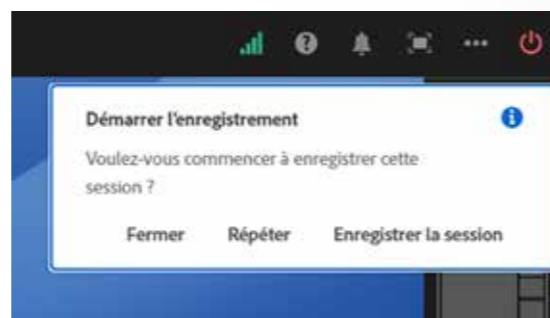 Démarrer l'enregistrement
Voulez-vous commencer à enregistrer cette
session ?
Fermer Répéter Enregistrer la session